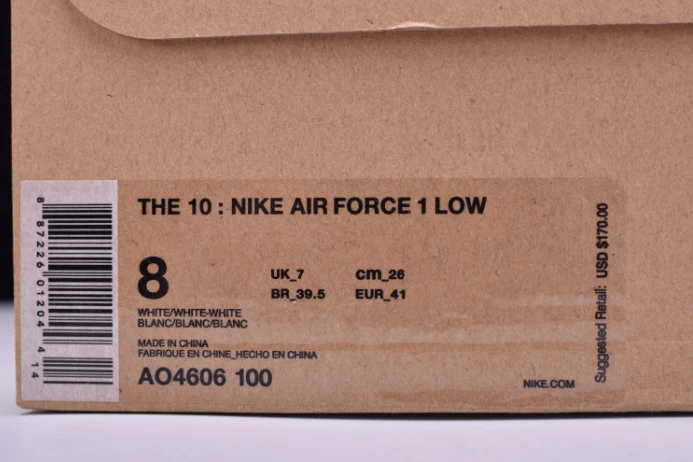 THE 10 : NIKE AIR FORCE 1 LOW
8
UK_7 cm_26
BR_39.5 EUR_41
WHITE/WHITE-WHITE
BLANC/BLANC/BLANC
MADE IN CHINA
FABRIQUE EN CHINE_HECHO EN CHINA
AO4606 100
NIKE.COM
Suggested Retail: USD $170.00
8 87226 01204 4 14